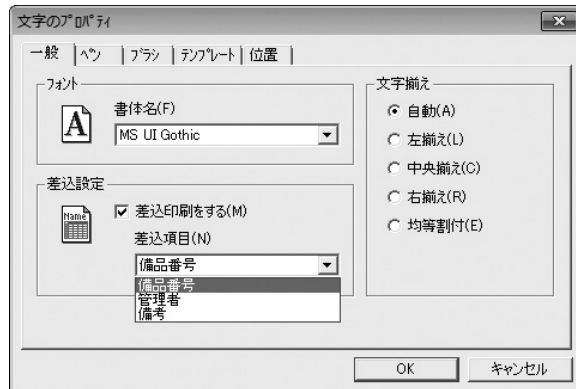 文字のﾌﾟﾛﾊﾟﾃｨ
一般 ﾍﾟﾝ ﾌﾞﾗｼ ﾃﾝﾌﾟﾚｰﾄ 位置
ﾌｫﾝﾄ
A
書体名(F)
MS UI Gothic
差込設定
Name
差込印刷をする(M)
差込項目(N)
備品番号
備品番号
管理者
備考
文字揃え
自動(A)
左揃え(L)
中央揃え(C)
右揃え(R)
均等割付(E)
OK キャンセル